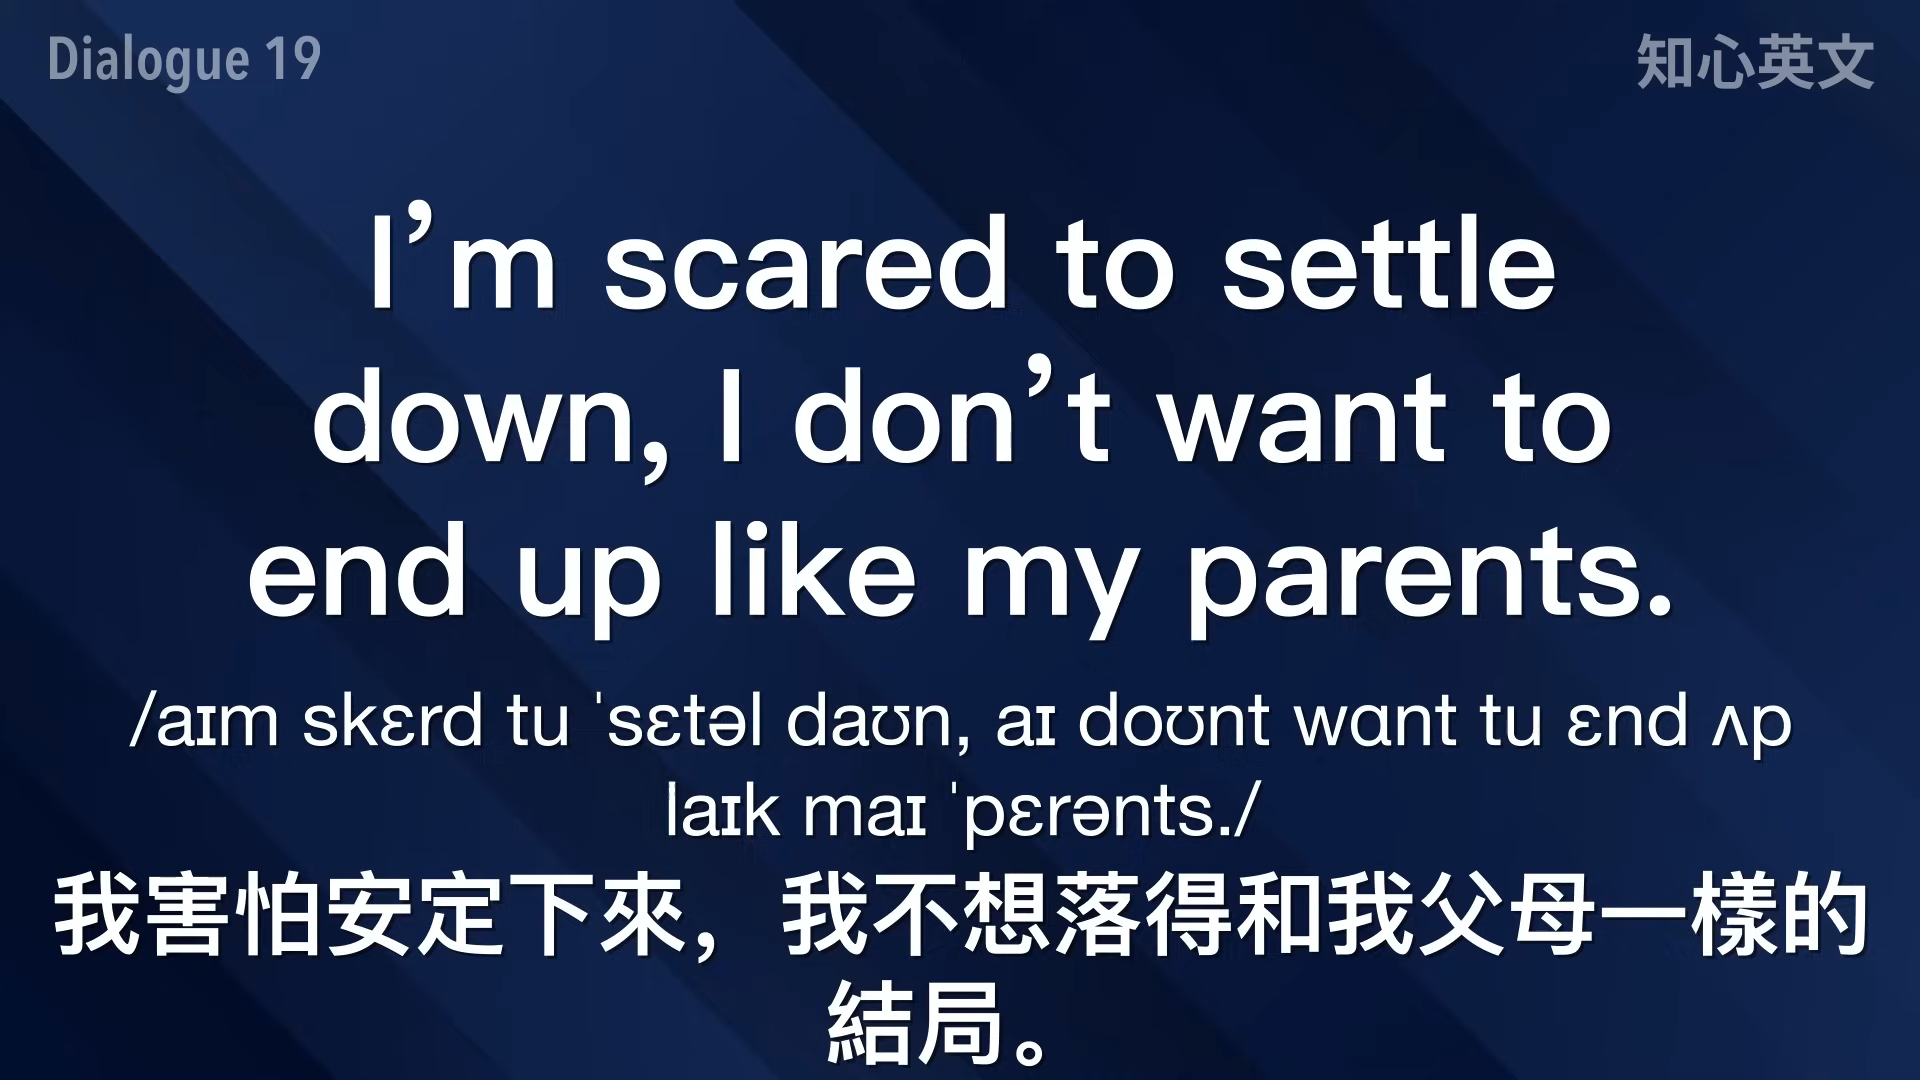 Dialogue 19
知心英文
I’m scared to settle
down, I don’t want to
end up like my parents.
/aɪm skɛrd tu ˈsɛtəl daʊn, aɪ doʊnt wɑnt tu ɛnd ʌp
laɪk maɪ ˈpɛrənts./
我害怕安定下來，我不想落得和我父母一樣的
結局。